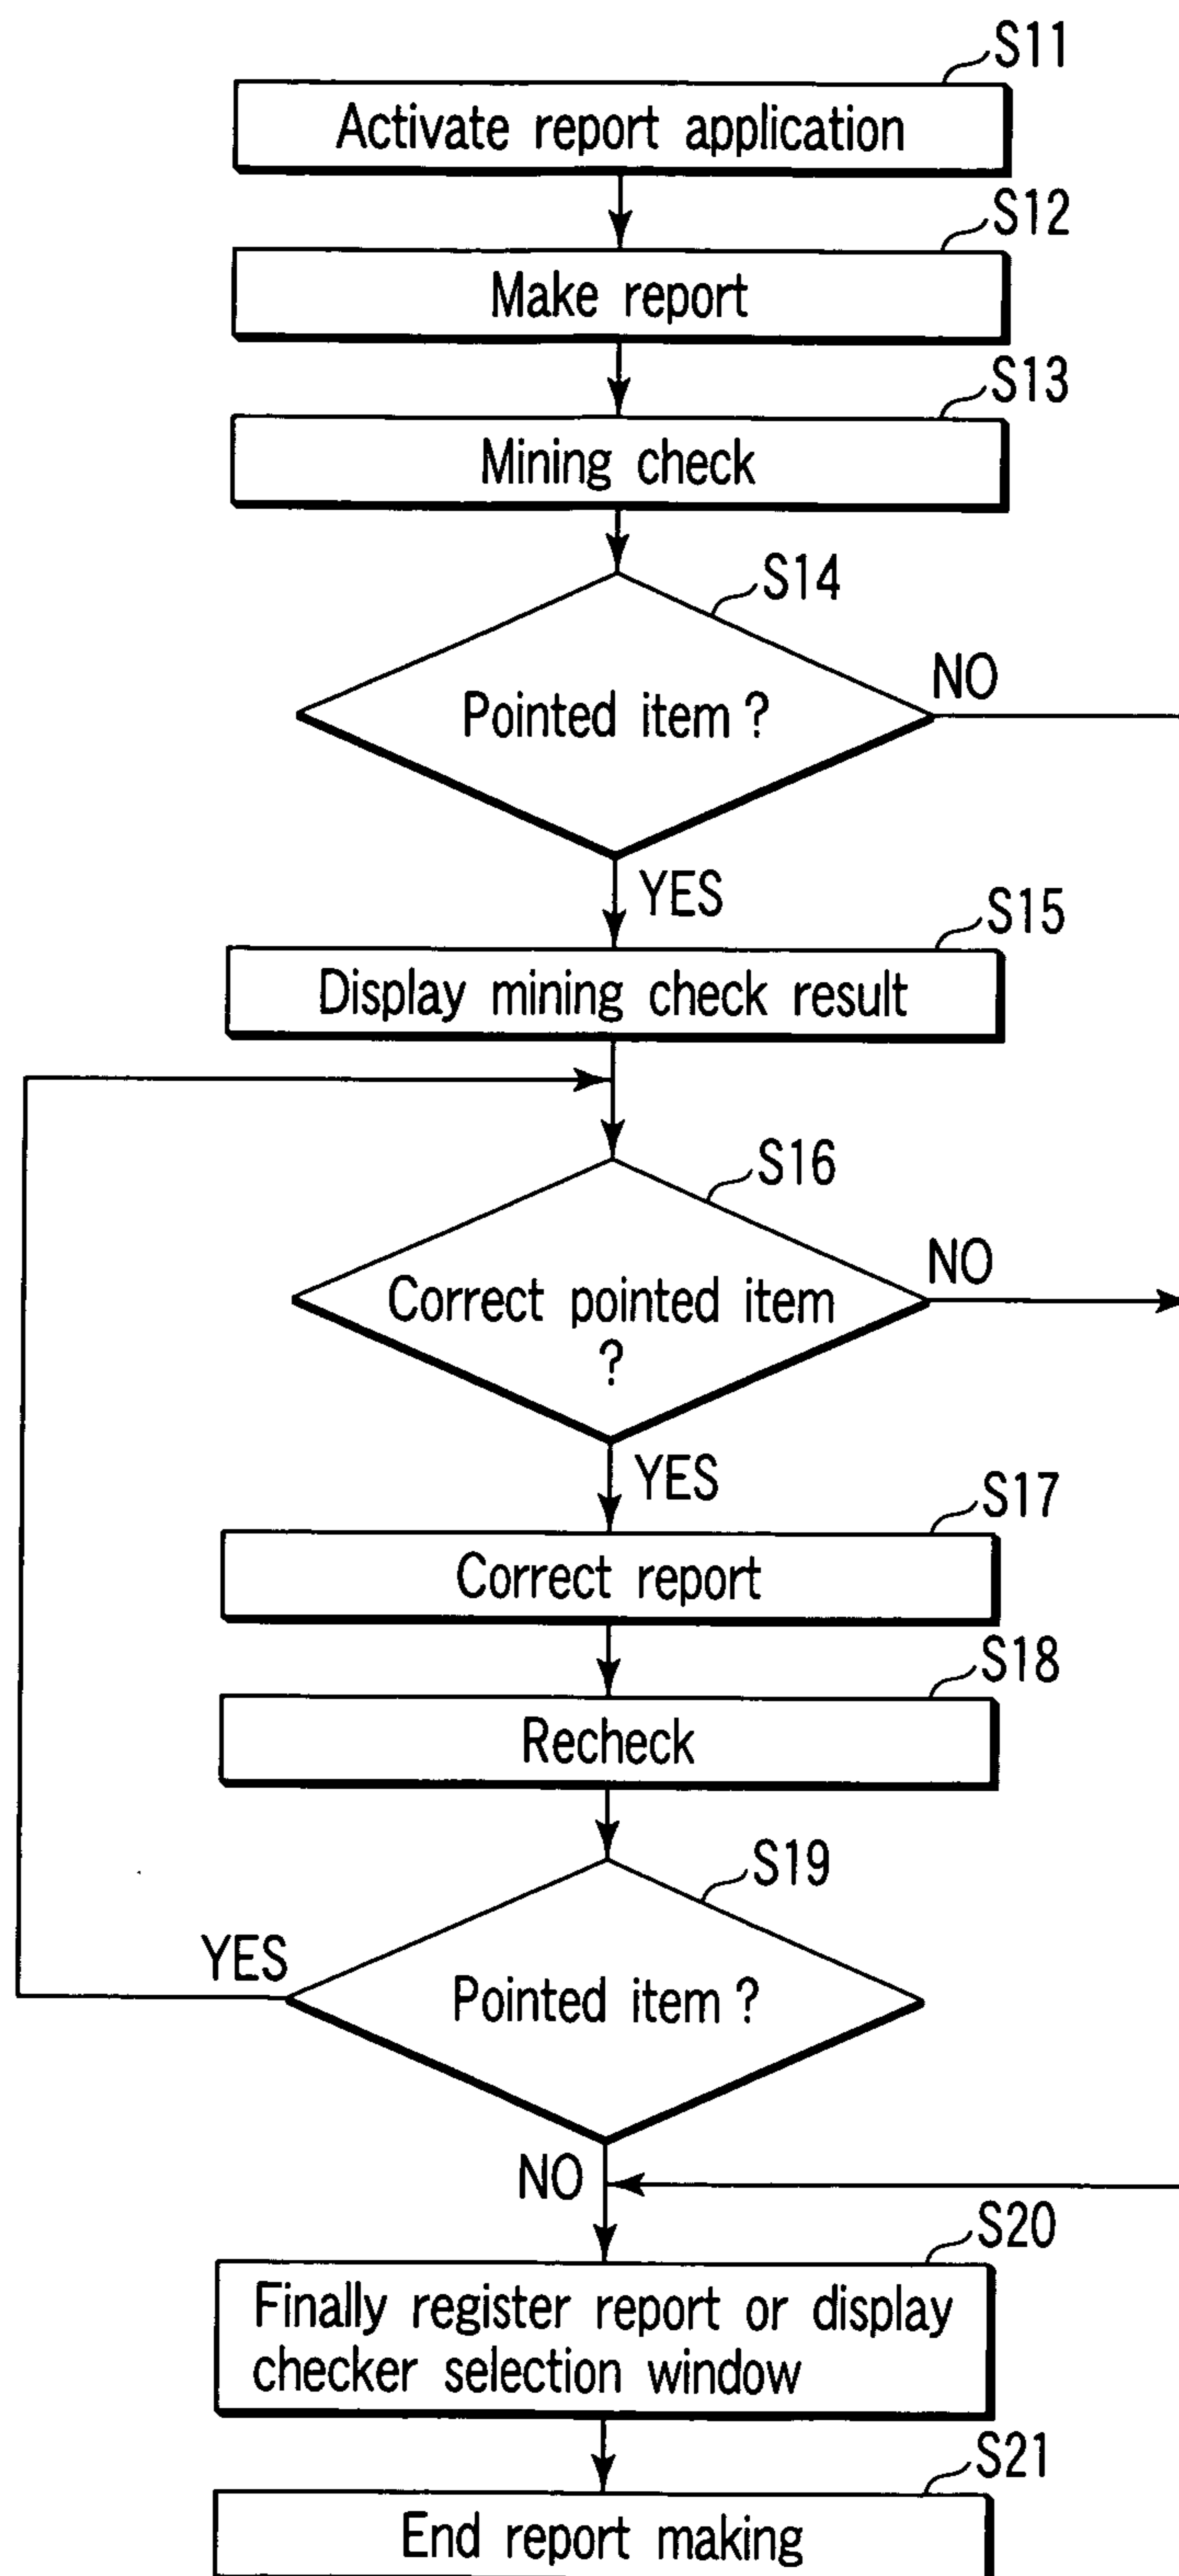 S11
Activate report application
S12
Make report
S13
Mining check
S14
Pointed item ?
NO
YES
S15
Display mining check result
S16
Correct pointed item
?
NO
YES
S17
Correct report
S18
Recheck
S19
Pointed item ?
YES
NO
S20
Finally register report or display
checker selection window
S21
End report making